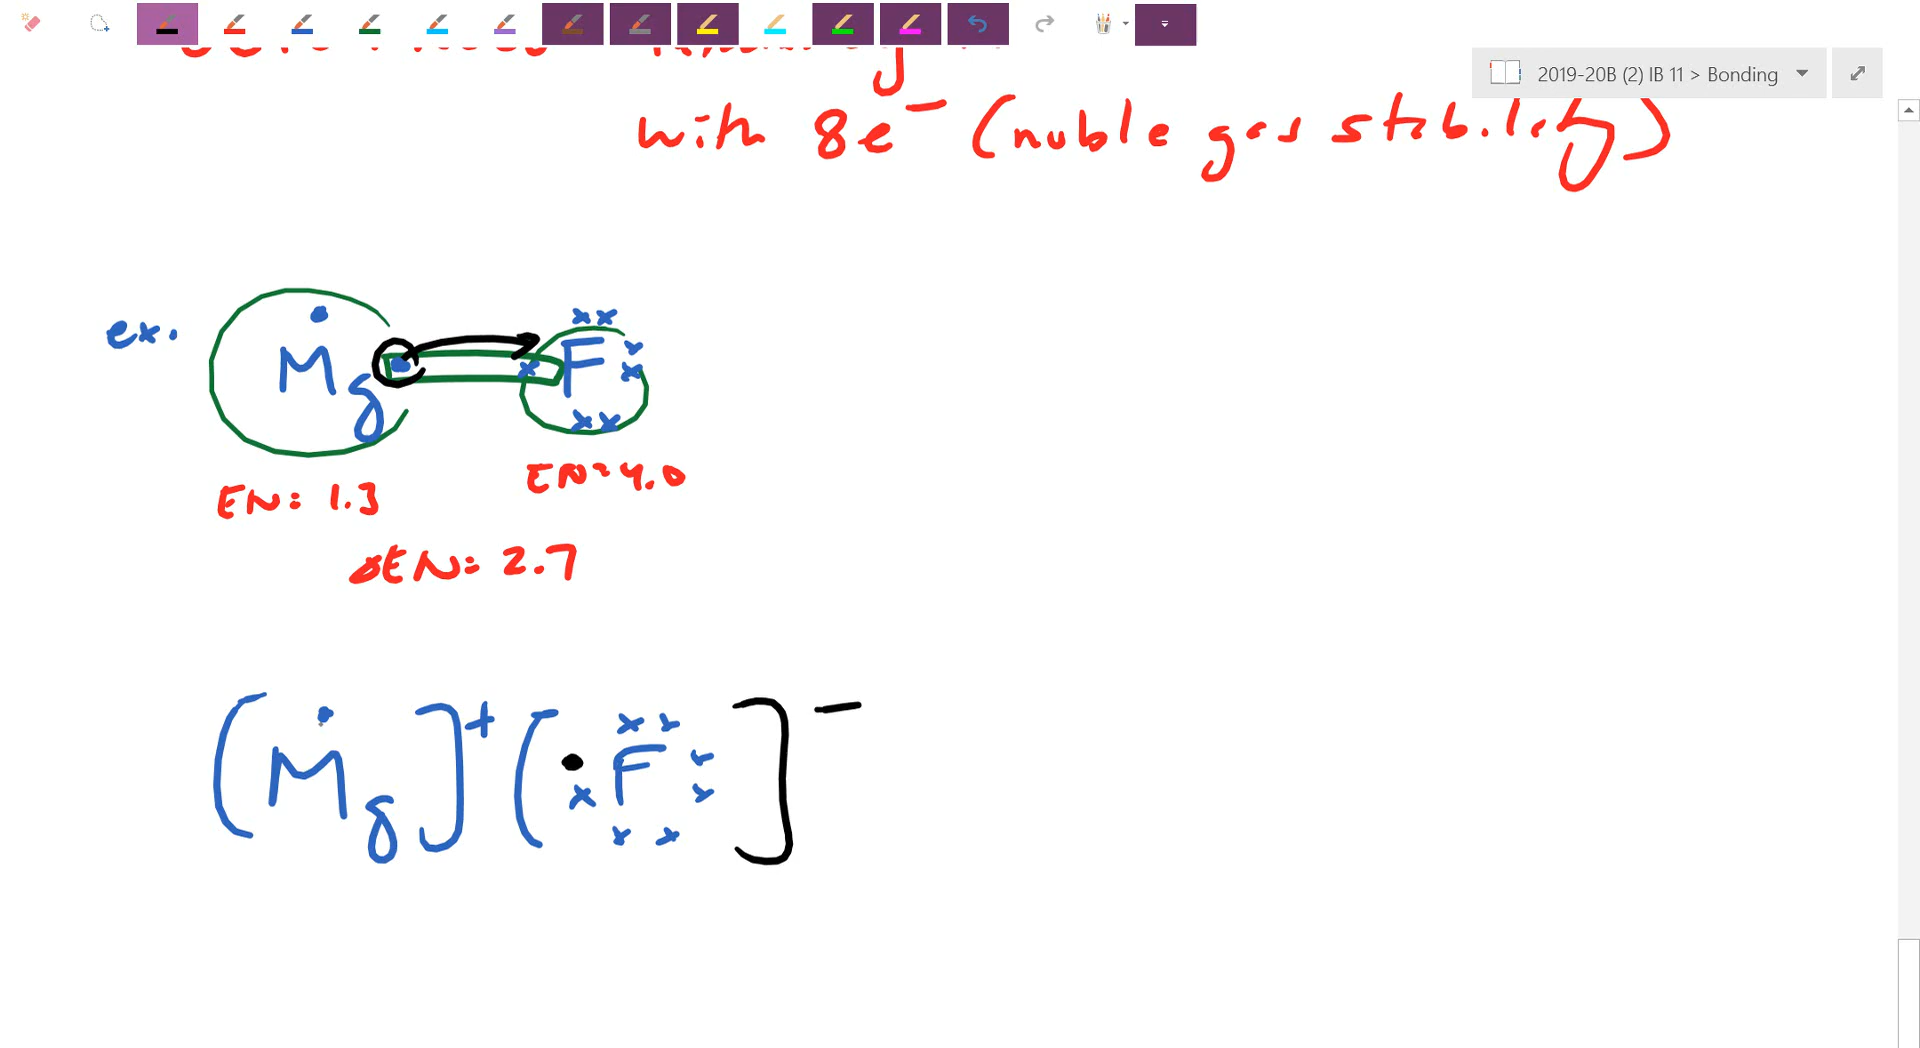 2019-20B (2) IB 11 > Bonding
with 8e⁻ (nuble gas stability)
ex.
Mg F
EN: 1.3 EN=4.0
ΔEN= 2.7
[Mg]⁺ [F]⁻